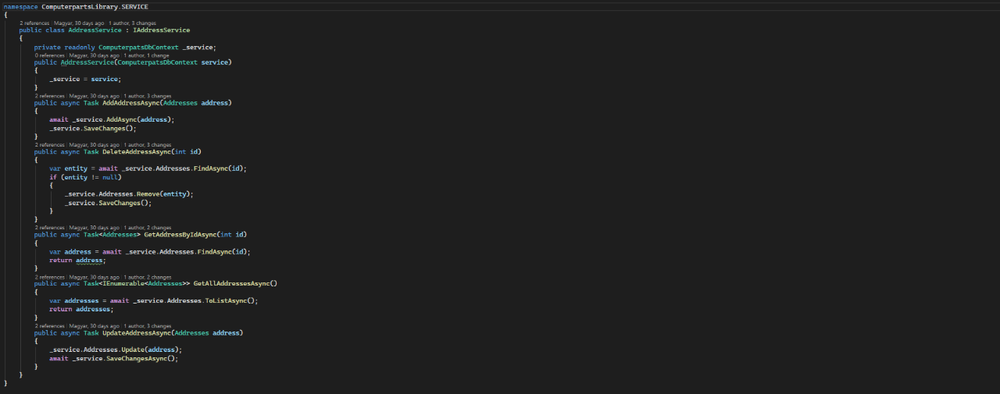 namespace ComputerpartsLibrary.SERVICE
{
2 references | Magyar, 30 days ago | 1 author, 3 changes
public class AddressService : IAddressService
{
private readonly ComputerpatsDbContext _service;
0 references | Magyar, 30 days ago | 1 author, 1 change
public AddressService(ComputerpatsDbContext service)
{
_service = service;
}
2 references | Magyar, 30 days ago | 1 author, 3 changes
public async Task AddAddressAsync(Addresses address)
{
await _service.AddAsync(address);
_service.SaveChanges();
}
2 references | Magyar, 30 days ago | 1 author, 3 changes
public async Task DeleteAddressAsync(int id)
{
var entity = await _service.Addresses.FindAsync(id);
if (entity != null)
{
_service.Addresses.Remove(entity);
_service.SaveChanges();
}
}
2 references | Magyar, 30 days ago | 1 author, 2 changes
public async Task<Addresses> GetAddressByIdAsync(int id)
{
var address = await _service.Addresses.FindAsync(id);
return address;
}
2 references | Magyar, 30 days ago | 1 author, 2 changes
public async Task<IEnumerable<Addresses>> GetAllAddressesAsync()
{
var addresses = await _service.Addresses.ToListAsync();
return addresses;
}
2 references | Magyar, 30 days ago | 1 author, 3 changes
public async Task UpdateAddressAsync(Addresses address)
{
_service.Addresses.Update(address);
await _service.SaveChangesAsync();
}
}
}